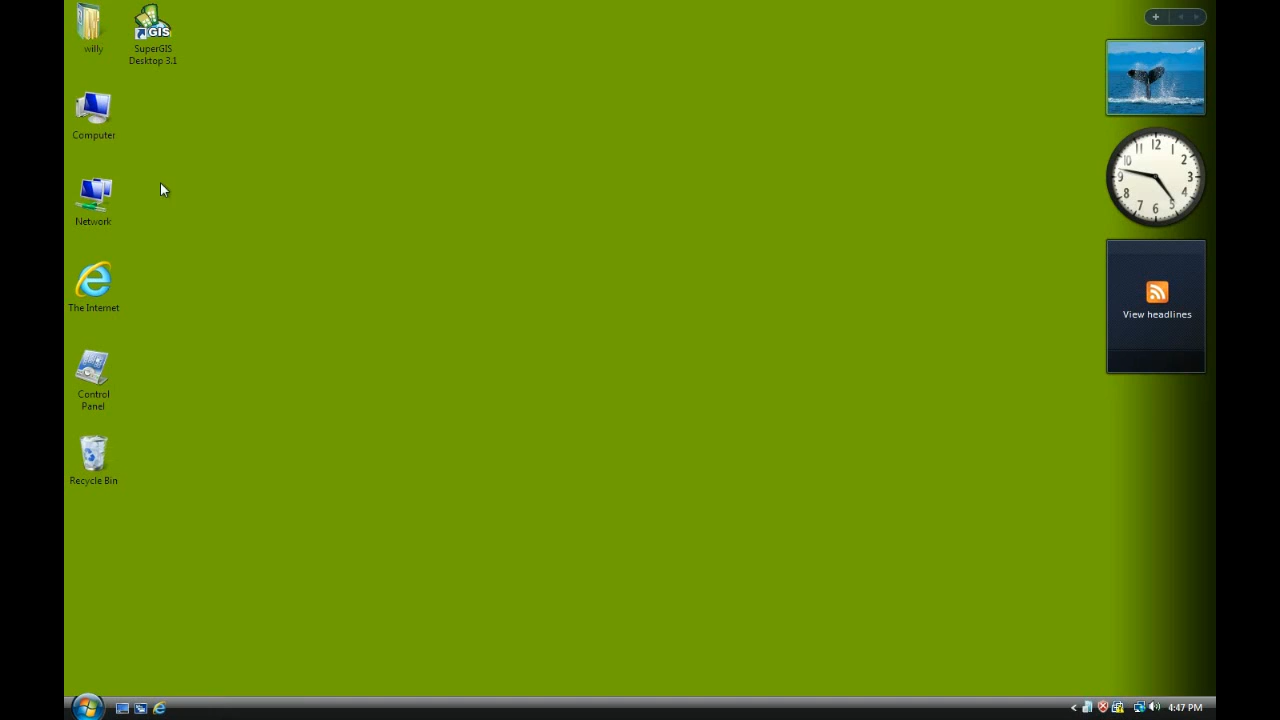 willy
GIS
SuperGIS
Desktop 3.1
Computer
Network
The Internet
Control
Panel
Recycle Bin
12
1
2
3
4
5
6
7
8
9
10
11
View headlines
4:47 PM